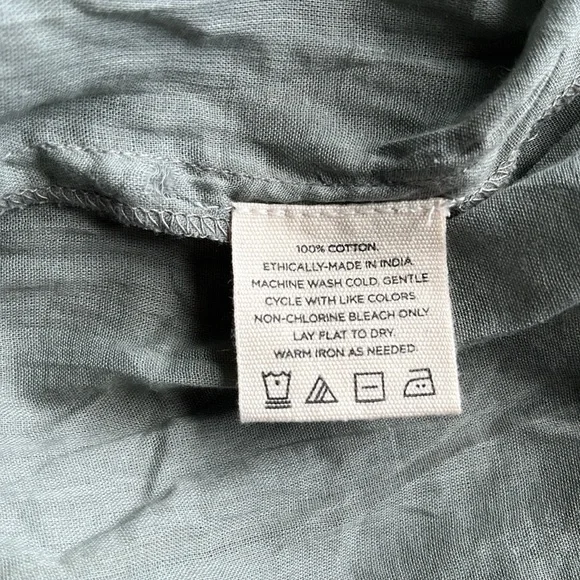 100% COTTON.
ETHICALLY-MADE IN INDIA
MACHINE WASH COLD, GENTLE
CYCLE WITH LIKE COLORS
NON-CHLORINE BLEACH ONLY
LAY FLAT TO DRY.
WARM IRON AS NEEDED.